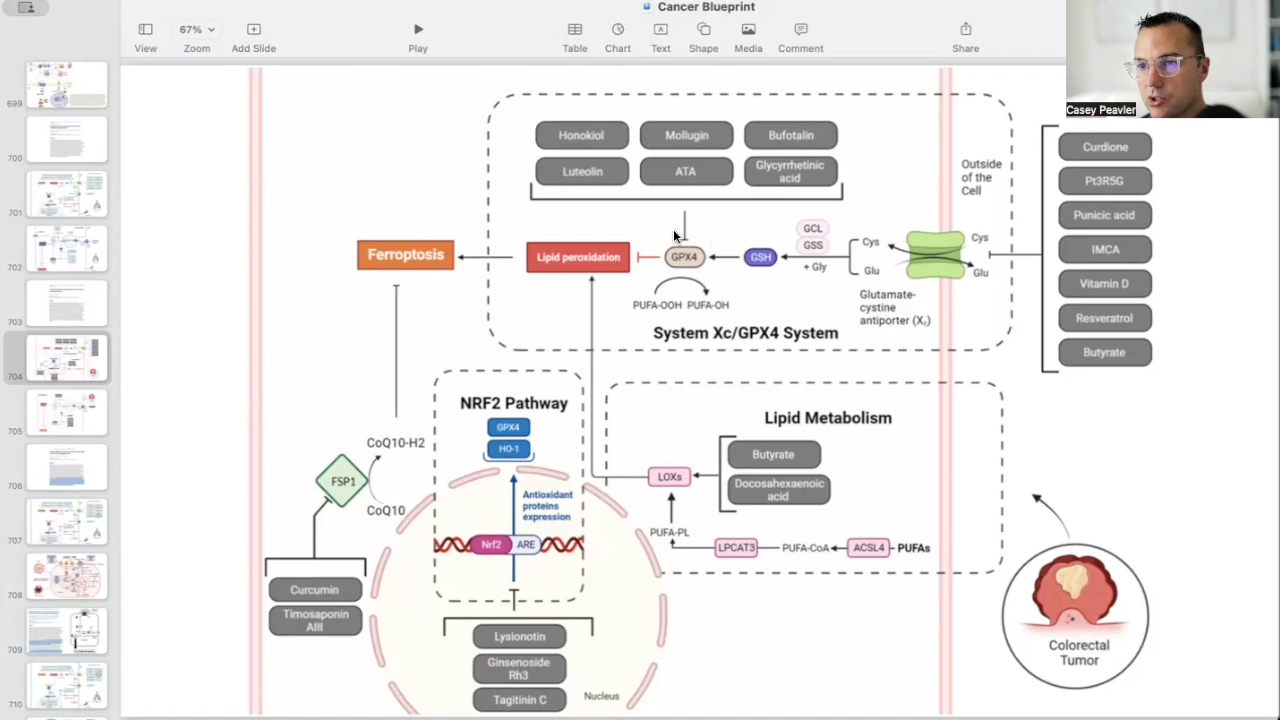 Cancer Blueprint
67%
View
Zoom
Add Slide
Play
Table
Chart
Text
Shape
Media
Comment
Share
Casey Peavler
699
700
701
702
703
704
705
706
707
708
709
710
Honokiol
Mollugin
Bufotalin
Luteolin
ATA
Glycyrrhetinic
acid
Outside
of the
Cell
Curdione
Pt3R5G
Punicic acid
IMCA
Vitamin D
Resveratrol
Butyrate
Ferroptosis
Lipid peroxidation
GPX4
GSH
GCL
GSS
+ Gly
Cys
Glu
Cys
Glu
PUFA-OOH PUFA-OH
Glutamate-
cystine
antiporter (Xc)
System Xc/GPX4 System
NRF2 Pathway
GPX4
HO-1
Antioxidant
proteins
expression
Nrf2
ARE
Lipid Metabolism
Butyrate
Docosahexaenoic
acid
LOXs
PUFA-PL
LPCAT3
PUFA-CoA
ACSL4
PUFAs
CoQ10-H2
FSP1
CoQ10
Curcumin
Timosaponin
AIII
Lysionotin
Ginsenoside
Rh3
Tagitinin C
Nucleus
Colorectal
Tumor